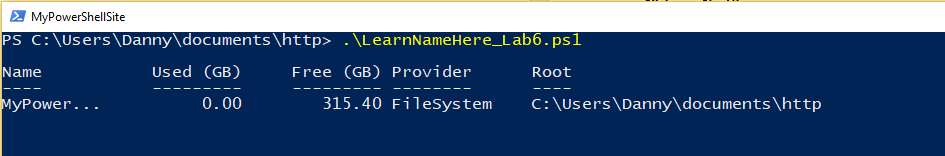 MyPowerShellSite
PS C:\Users\Danny\documents\http> .\LearnNameHere_Lab6.ps1
Name Used (GB) Free (GB) Provider Root
---- --------- --------- -------- ----
MyPower... 0.00 315.40 FileSystem C:\Users\Danny\documents\http